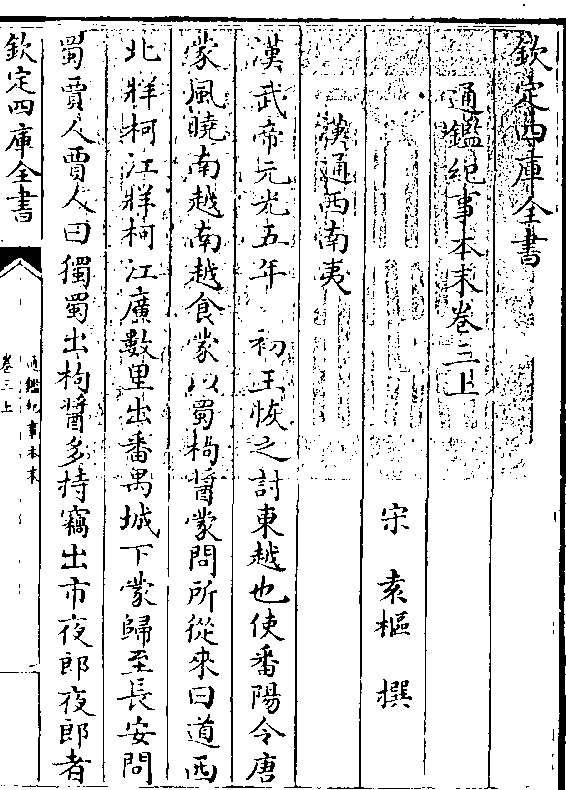 欽定四庫全書
通鑑紀事本末卷三上
宋 袁樞 撰
漢通西南夷
漢武帝元光五年 初王恢之討東越也使番陽令唐
蒙風曉南越南越食蒙以蜀枸醬蒙問所從來曰道西
北牂柯江牂柯江廣數里出番禺城下蒙歸至長安問
蜀賈人賈人曰獨蜀出枸醬多持竊出市夜郎夜郎者
欽定四庫全書
通鑑紀事本末
卷三上